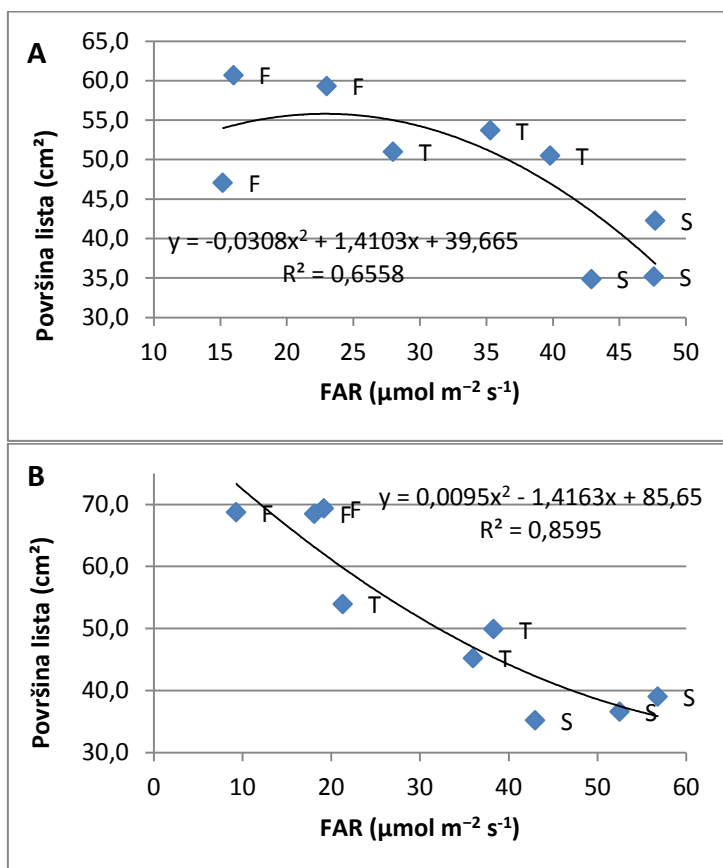 A
65,0
60,0
55,0
50,0
45,0
40,0
35,0
30,0
Površina lista (cm²)
F
F
F
T
T
T
S
S
S
y = -0,0308x² + 1,4103x + 39,665
R² = 0,6558
10 15 20 25 30 35 40 45 50
FAR (µmol m⁻² s⁻¹)
B
70,0
60,0
50,0
40,0
30,0
Površina lista (cm²)
y = 0,0095x² - 1,4163x + 85,65
R² = 0,8595
F
F
F
T
T
T
S
S
S
0 10 20 30 40 50 60
FAR (µmol m⁻² s⁻¹)